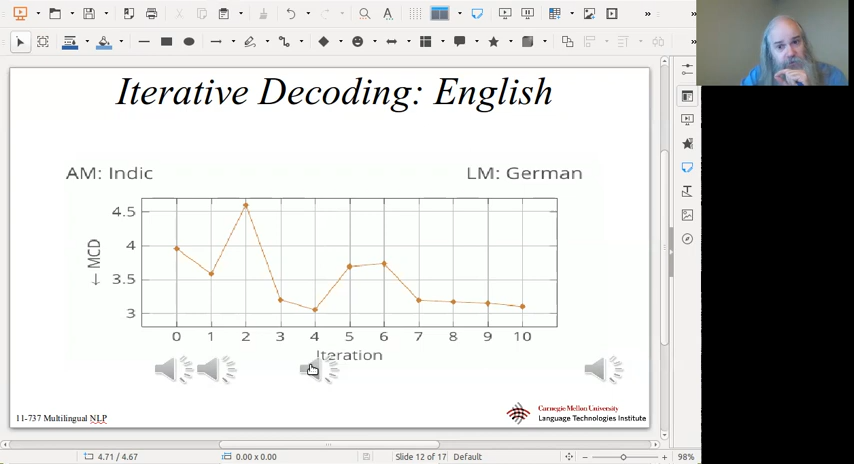 Iterative Decoding: English
AM: Indic
LM: German
4.5
4
3.5
3
← MCD
0 1 2 3 4 5 6 7 8 9 10
Iteration
11-737 Multilingual NLP
Carnegie Mellon University
Language Technologies Institute
4.71 / 4.67
0.00 x 0.00
Slide 12 of 17
Default
98%